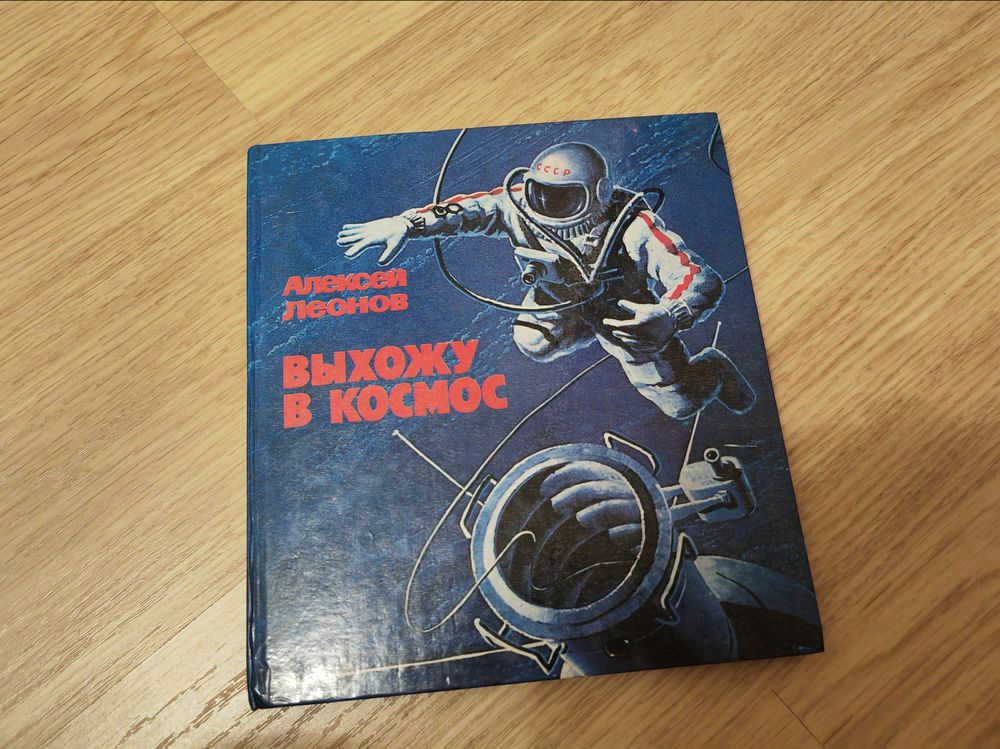 СССР
Алексей
Леонов
ВЫХОЖУ
В КОСМОС